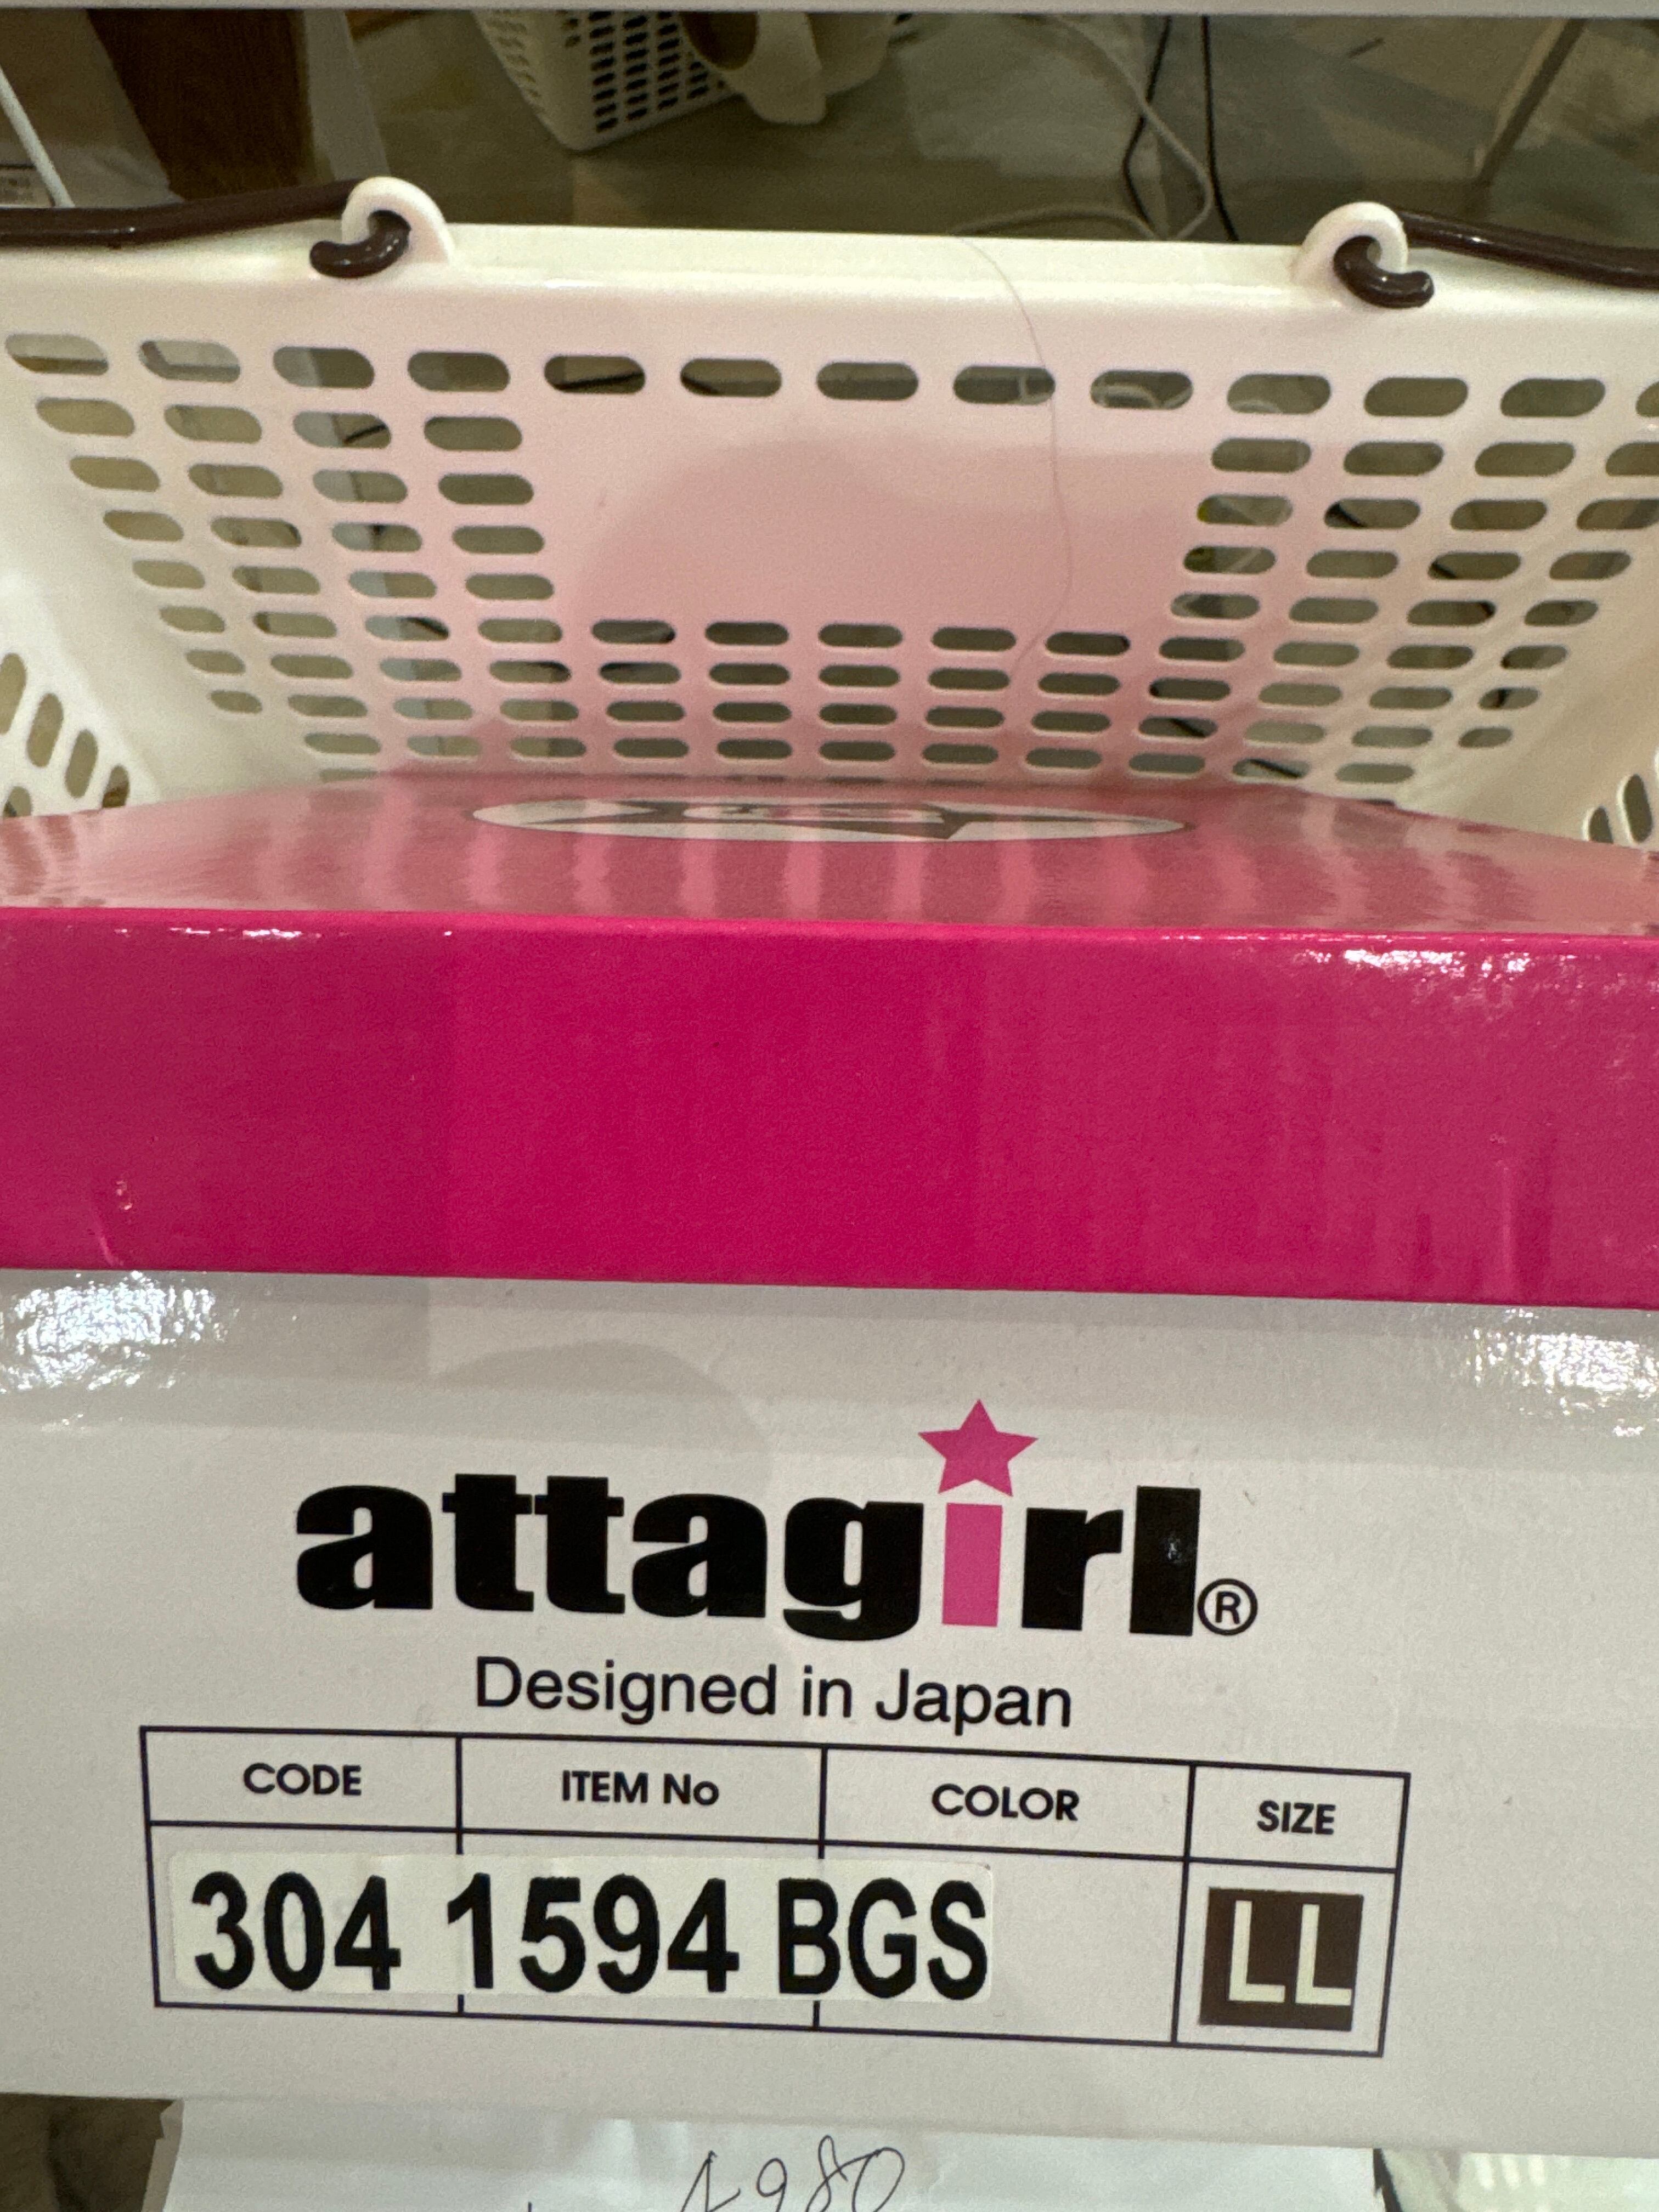 attagirl®
Designed in Japan
CODE ITEM No COLOR SIZE
304 1594 BGS LL